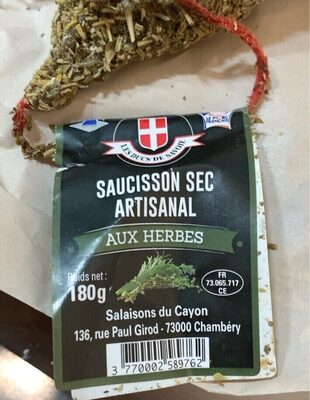 LES DUCS DE SAVOIE
SAUCISSON SEC
ARTISANAL
AUX HERBES
Poids net :
180g
FR
73.065.717
CE
Salaisons du Cayon
136, rue Paul Girod - 73000 Chambéry
3 770002 589762